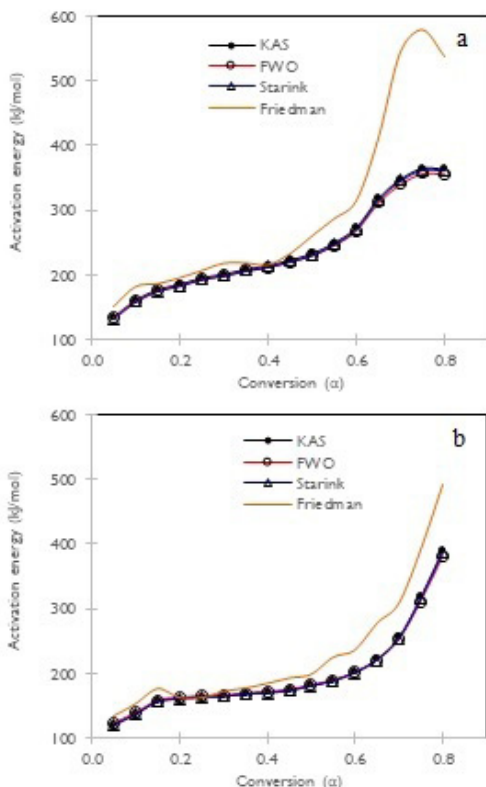 a
KAS
FWO
Starink
Friedman
600
500
400
300
200
100
0.0 0.2 0.4 0.6 0.8
Activation energy (kJ/mol)
Conversion (α)
b
KAS
FWO
Starink
Friedman
600
500
400
300
200
100
0.0 0.2 0.4 0.6 0.8
Activation energy (kJ/mol)
Conversion (α)